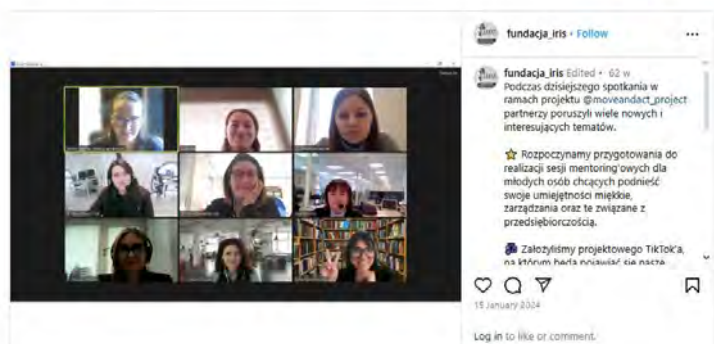 fundacja_iris • Follow
fundacja_iris Edited • 62 w
Podczas dzisiejszego spotkania w
ramach projektu @moveandact_project
partnerzy poruszyli wiele nowych i
interesujących tematów.
⭐ Rozpoczynamy przygotowania do
realizacji sesji mentoring'owych dla
młodych osób chcących podnieść
swoje umiejętności miękkie,
zarządzania oraz te związane z
przedsiębiorczością.
Założyliśmy projektowego TikTok'a,
na którym będą pojawiać się nasze
15 January 2024
Log in to like or comment.